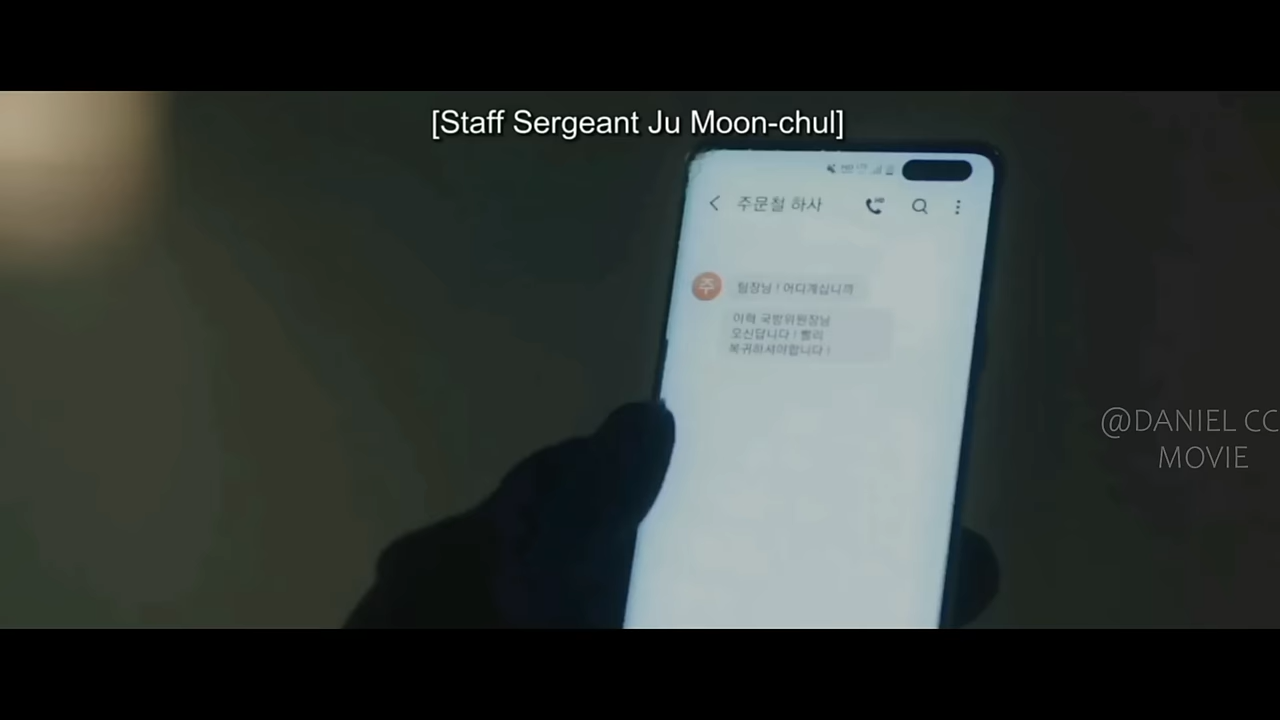 [Staff Sergeant Ju Moon-chul]
주문철 하사
주
팀장님 ! 어디계십니까
이혁 국방위원장님
오신답니다 ! 빨리
복귀하셔야합니다 !
@DANIEL CC
MOVIE